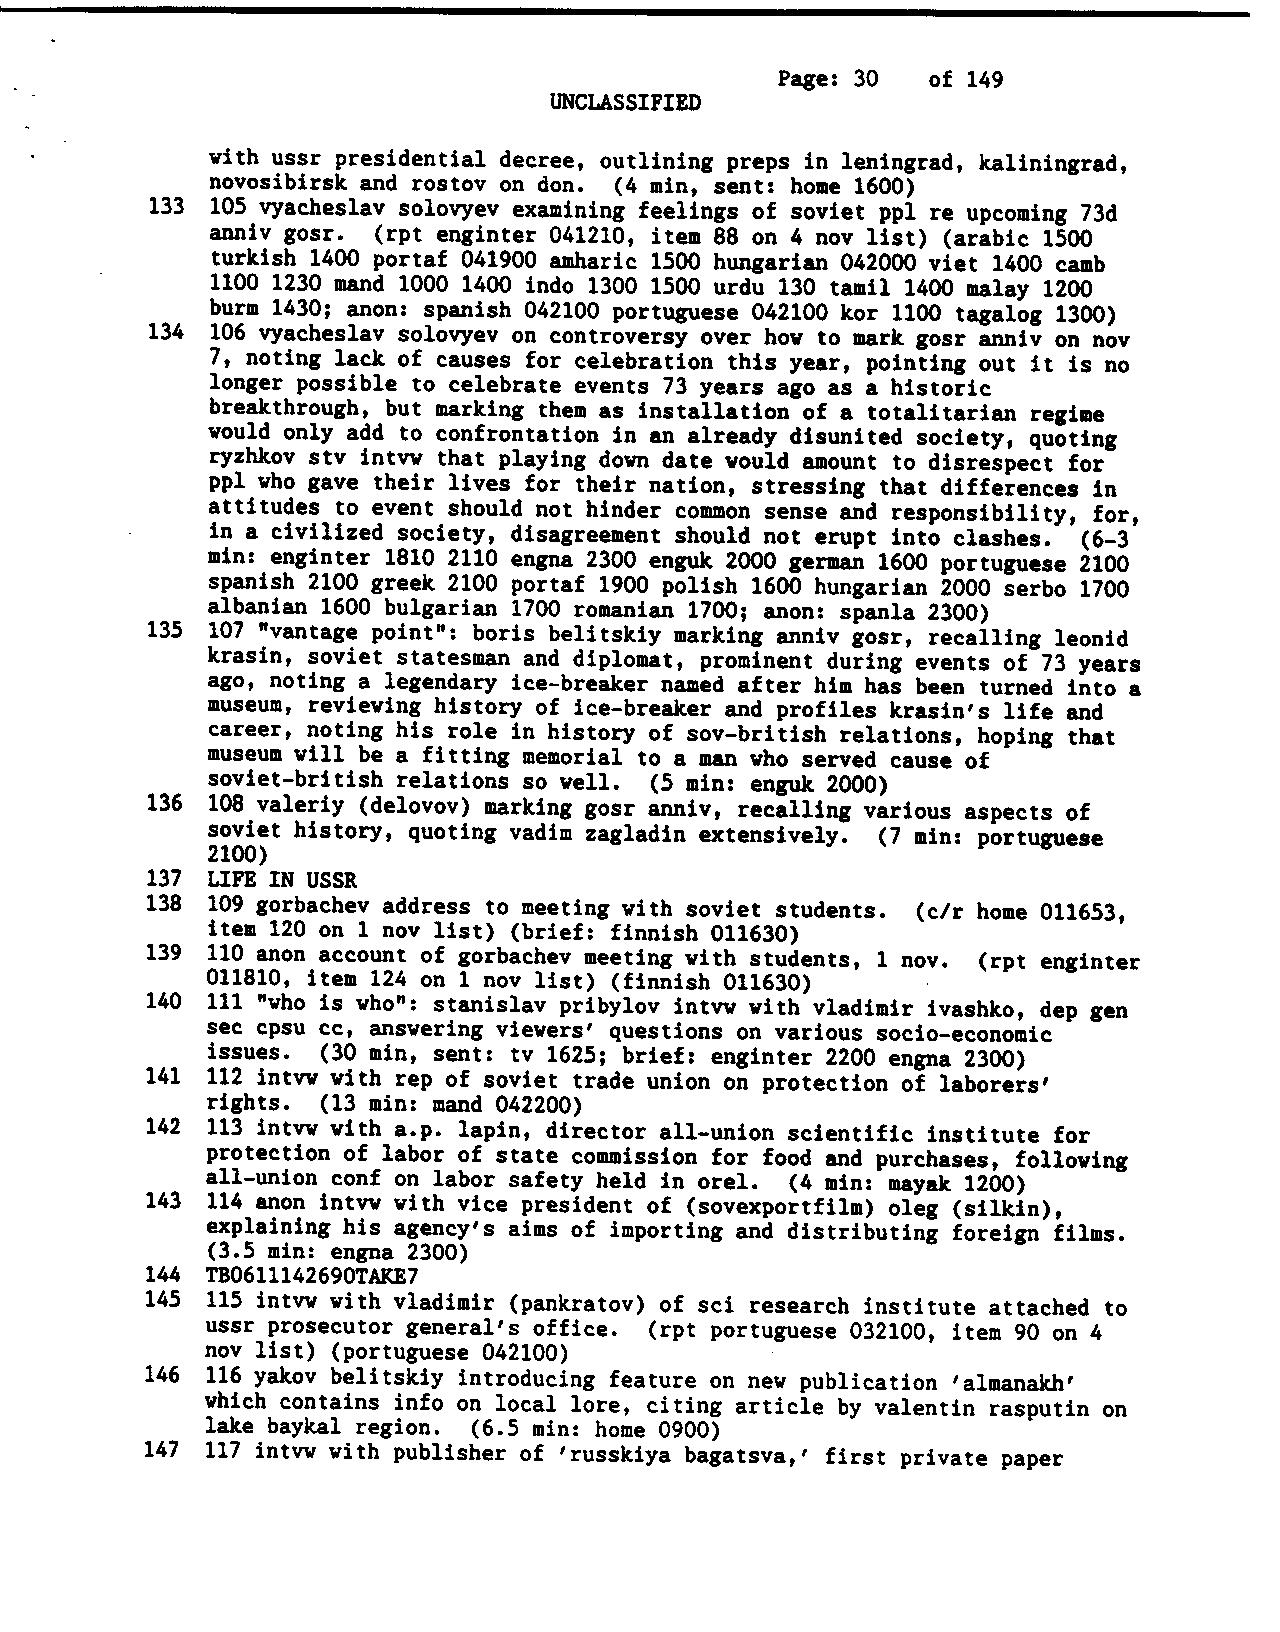 Page: 30 of 149
UNCLASSIFIED
with ussr presidential decree, outlining preps in leningrad, kaliningrad,
novosibirsk and rostov on don. (4 min, sent: home 1600)
133 105 vyacheslav solovyev examining feelings of soviet ppl re upcoming 73d
anniv gosr. (rpt enginter 041210, item 88 on 4 nov list) (arabic 1500
turkish 1400 portaf 041900 amharic 1500 hungarian 042000 viet 1400 camb
1100 1230 mand 1000 1400 indo 1300 1500 urdu 130 tamil 1400 malay 1200
burm 1430; anon: spanish 042100 portuguese 042100 kor 1100 tagalog 1300)
134 106 vyacheslav solovyev on controversy over how to mark gosr anniv on nov
7, noting lack of causes for celebration this year, pointing out it is no
longer possible to celebrate events 73 years ago as a historic
breakthrough, but marking them as installation of a totalitarian regime
would only add to confrontation in an already disunited society, quoting
ryzhkov stv intvw that playing down date would amount to disrespect for
ppl who gave their lives for their nation, stressing that differences in
attitudes to event should not hinder common sense and responsibility, for,
in a civilized society, disagreement should not erupt into clashes. (6-3
min: enginter 1810 2110 engna 2300 enguk 2000 german 1600 portuguese 2100
spanish 2100 greek 2100 portaf 1900 polish 1600 hungarian 2000 serbo 1700
albanian 1600 bulgarian 1700 romanian 1700; anon: spanla 2300)
135 107 "vantage point": boris belitskiy marking anniv gosr, recalling leonid
krasin, soviet statesman and diplomat, prominent during events of 73 years
ago, noting a legendary ice-breaker named after him has been turned into a
museum, reviewing history of ice-breaker and profiles krasin's life and
career, noting his role in history of sov-british relations, hoping that
museum will be a fitting memorial to a man who served cause of
soviet-british relations so well. (5 min: enguk 2000)
136 108 valeriy (delovov) marking gosr anniv, recalling various aspects of
soviet history, quoting vadim zagladin extensively. (7 min: portuguese
2100)
137 LIFE IN USSR
138 109 gorbachev address to meeting with soviet students. (c/r home 011653,
item 120 on 1 nov list) (brief: finnish 011630)
139 110 anon account of gorbachev meeting with students, 1 nov. (rpt enginter
011810, item 124 on 1 nov list) (finnish 011630)
140 111 "who is who": stanislav pribylov intvw with vladimir ivashko, dep gen
sec cpsu cc, answering viewers' questions on various socio-economic
issues. (30 min, sent: tv 1625; brief: enginter 2200 engna 2300)
141 112 intvw with rep of soviet trade union on protection of laborers'
rights. (13 min: mand 042200)
142 113 intvw with a.p. lapin, director all-union scientific institute for
protection of labor of state commission for food and purchases, following
all-union conf on labor safety held in orel. (4 min: mayak 1200)
143 114 anon intvw with vice president of (sovexportfilm) oleg (silkin),
explaining his agency's aims of importing and distributing foreign films.
(3.5 min: engna 2300)
144 TB0611142690TAKE7
145 115 intvw with vladimir (pankratov) of sci research institute attached to
ussr prosecutor general's office. (rpt portuguese 032100, item 90 on 4
nov list) (portuguese 042100)
146 116 yakov belitskiy introducing feature on new publication 'almanakh'
which contains info on local lore, citing article by valentin rasputin on
lake baykal region. (6.5 min: home 0900)
147 117 intvw with publisher of 'russkiya bagatsva,' first private paper